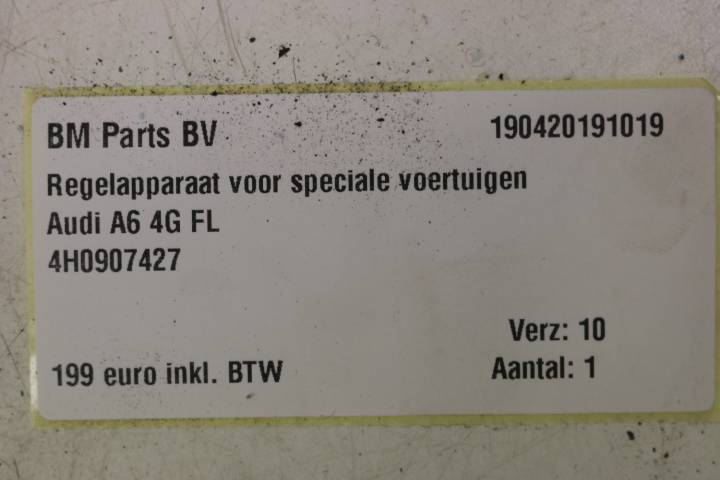 BM Parts BV 190420191019
Regelapparaat voor speciale voertuigen
Audi A6 4G FL
4H0907427
Verz: 10
199 euro inkl. BTW Aantal: 1